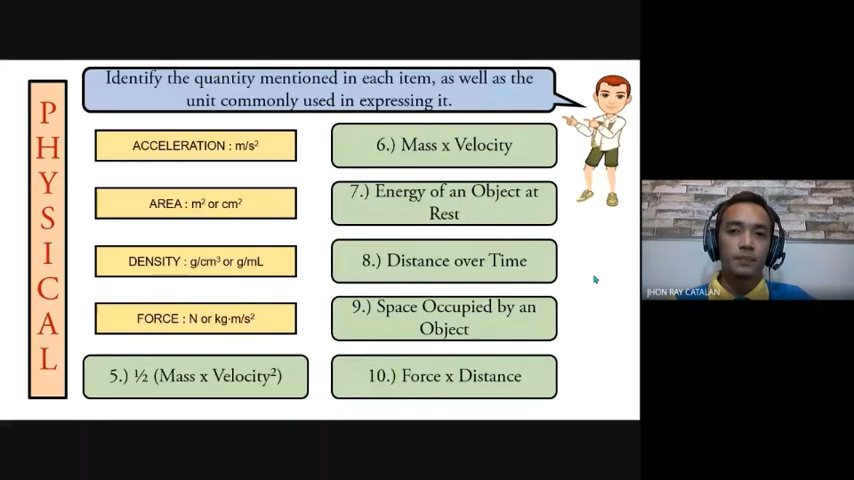 Identify the quantity mentioned in each item, as well as the
unit commonly used in expressing it.
PHYSICAL
ACCELERATION : m/s²
AREA : m² or cm²
DENSITY : g/cm³ or g/mL
FORCE : N or kg·m/s²
5.) ½ (Mass x Velocity²)
6.) Mass x Velocity
7.) Energy of an Object at
Rest
8.) Distance over Time
9.) Space Occupied by an
Object
10.) Force x Distance
JHON RAY CATALAN